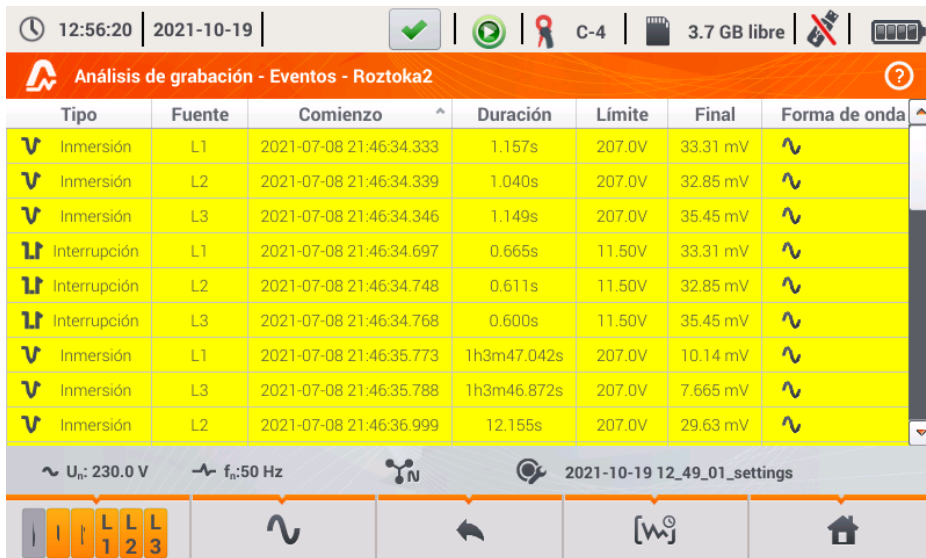 12:56:20 2021-10-19 C-4 3.7 GB libre
Análisis de grabación - Eventos - Roztoka2 ?
Tipo Fuente Comienzo Duración Límite Final Forma de onda
Inmersión L1 2021-07-08 21:46:34.333 1.157s 207.0V 33.31 mV
Inmersión L2 2021-07-08 21:46:34.339 1.040s 207.0V 32.85 mV
Inmersión L3 2021-07-08 21:46:34.346 1.149s 207.0V 35.45 mV
Interrupción L1 2021-07-08 21:46:34.697 0.665s 11.50V 33.31 mV
Interrupción L2 2021-07-08 21:46:34.748 0.611s 11.50V 32.85 mV
Interrupción L3 2021-07-08 21:46:34.768 0.600s 11.50V 35.45 mV
Inmersión L1 2021-07-08 21:46:35.773 1h3m47.042s 207.0V 10.14 mV
Inmersión L3 2021-07-08 21:46:35.788 1h3m46.872s 207.0V 7.665 mV
Inmersión L2 2021-07-08 21:46:36.999 12.155s 207.0V 29.63 mV
Un: 230.0 V fn:50 Hz N 2021-10-19 12_49_01_settings
L L L
1 2 3